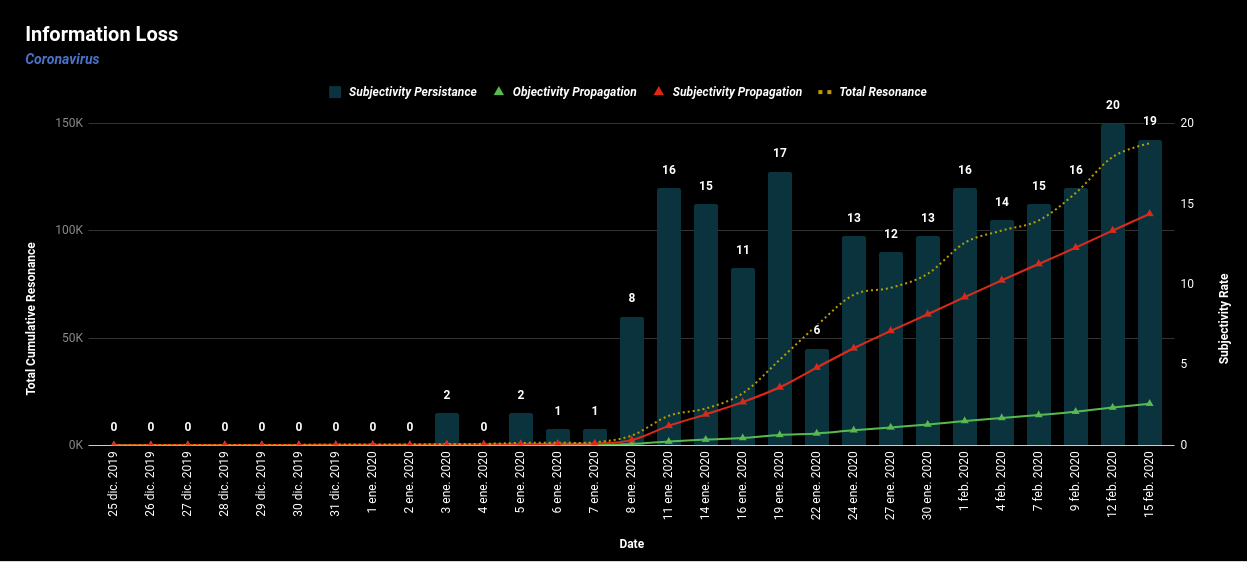 Information Loss
Coronavirus
Subjectivity Persistance Objectivity Propagation Subjectivity Propagation Total Resonance
150K
100K
50K
0K
Total Cumulative Resonance
0 0 0 0 0 0 0 0 0 2 0 2 1 1 8 16 15 11 17 6 13 12 13 16 14 15 16 20 19
20
15
10
5
0
Subjectivity Rate
25 dic. 2019
26 dic. 2019
27 dic. 2019
28 dic. 2019
29 dic. 2019
30 dic. 2019
31 dic. 2019
1 ene. 2020
2 ene. 2020
3 ene. 2020
4 ene. 2020
5 ene. 2020
6 ene. 2020
7 ene. 2020
8 ene. 2020
11 ene. 2020
14 ene. 2020
16 ene. 2020
19 ene. 2020
22 ene. 2020
24 ene. 2020
27 ene. 2020
30 ene. 2020
1 feb. 2020
4 feb. 2020
7 feb. 2020
9 feb. 2020
12 feb. 2020
15 feb. 2020
Date